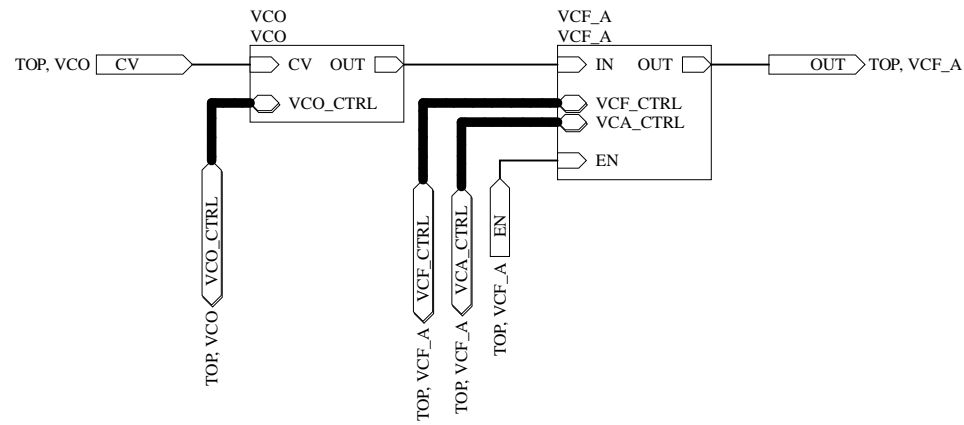 VCO
VCO
VCF_A
VCF_A
TOP, VCO
CV
CV
OUT
IN
OUT
OUT
TOP, VCF_A
VCO_CTRL
VCF_CTRL
VCA_CTRL
EN
VCO_CTRL
TOP, VCO
VCF_CTRL
TOP, VCF_A
VCA_CTRL
TOP, VCF_A
EN
TOP, VCF_A